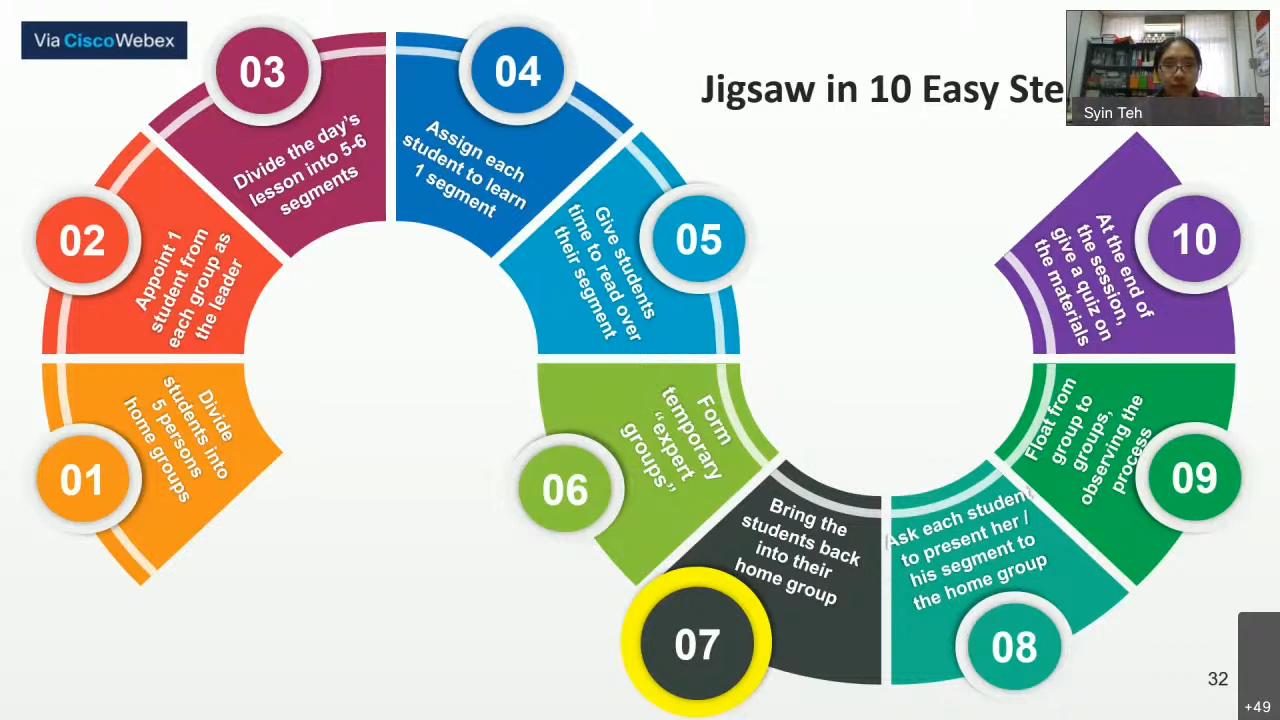 Via CiscoWebex
Jigsaw in 10 Easy Ste
Syin Teh
01
Divide
students into
5 persons
home groups
02
Appoint 1
student from
each group as
the leader
03
Divide the day's
lesson into 5-6
segments
04
Assign each
student to learn
1 segment
05
Give students
time to read over
their segment
06
Form
temporary
“expert
groups”
07
Bring the
students back
into their
home group
08
Ask each student
to present her /
his segment to
the home group
09
Float from
group to
groups,
observing the
process
10
At the end of
the session,
give a quiz on
the materials
32
+49